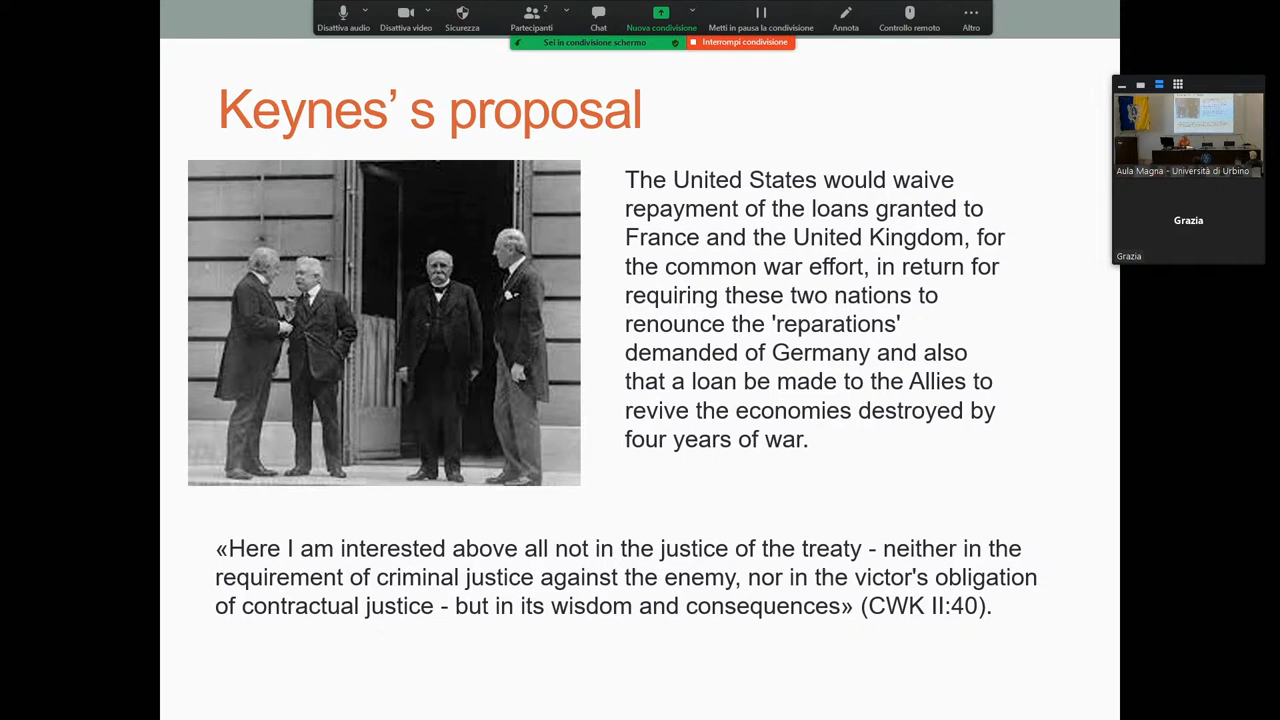 2
Disattiva audio
Disattiva video
Sicurezza
Partecipanti
Chat
Nuova condivisione
Metti in pausa la condivisione
Annota
Controllo remoto
Altro
Sei in condivisione schermo
Interrompi condivisione
Keynes’ s proposal
The United States would waive
repayment of the loans granted to
France and the United Kingdom, for
the common war effort, in return for
requiring these two nations to
renounce the 'reparations'
demanded of Germany and also
that a loan be made to the Allies to
revive the economies destroyed by
four years of war.
«Here I am interested above all not in the justice of the treaty - neither in the
requirement of criminal justice against the enemy, nor in the victor's obligation
of contractual justice - but in its wisdom and consequences» (CWK II:40).
Aula Magna - Università di Urbino
Grazia
Grazia